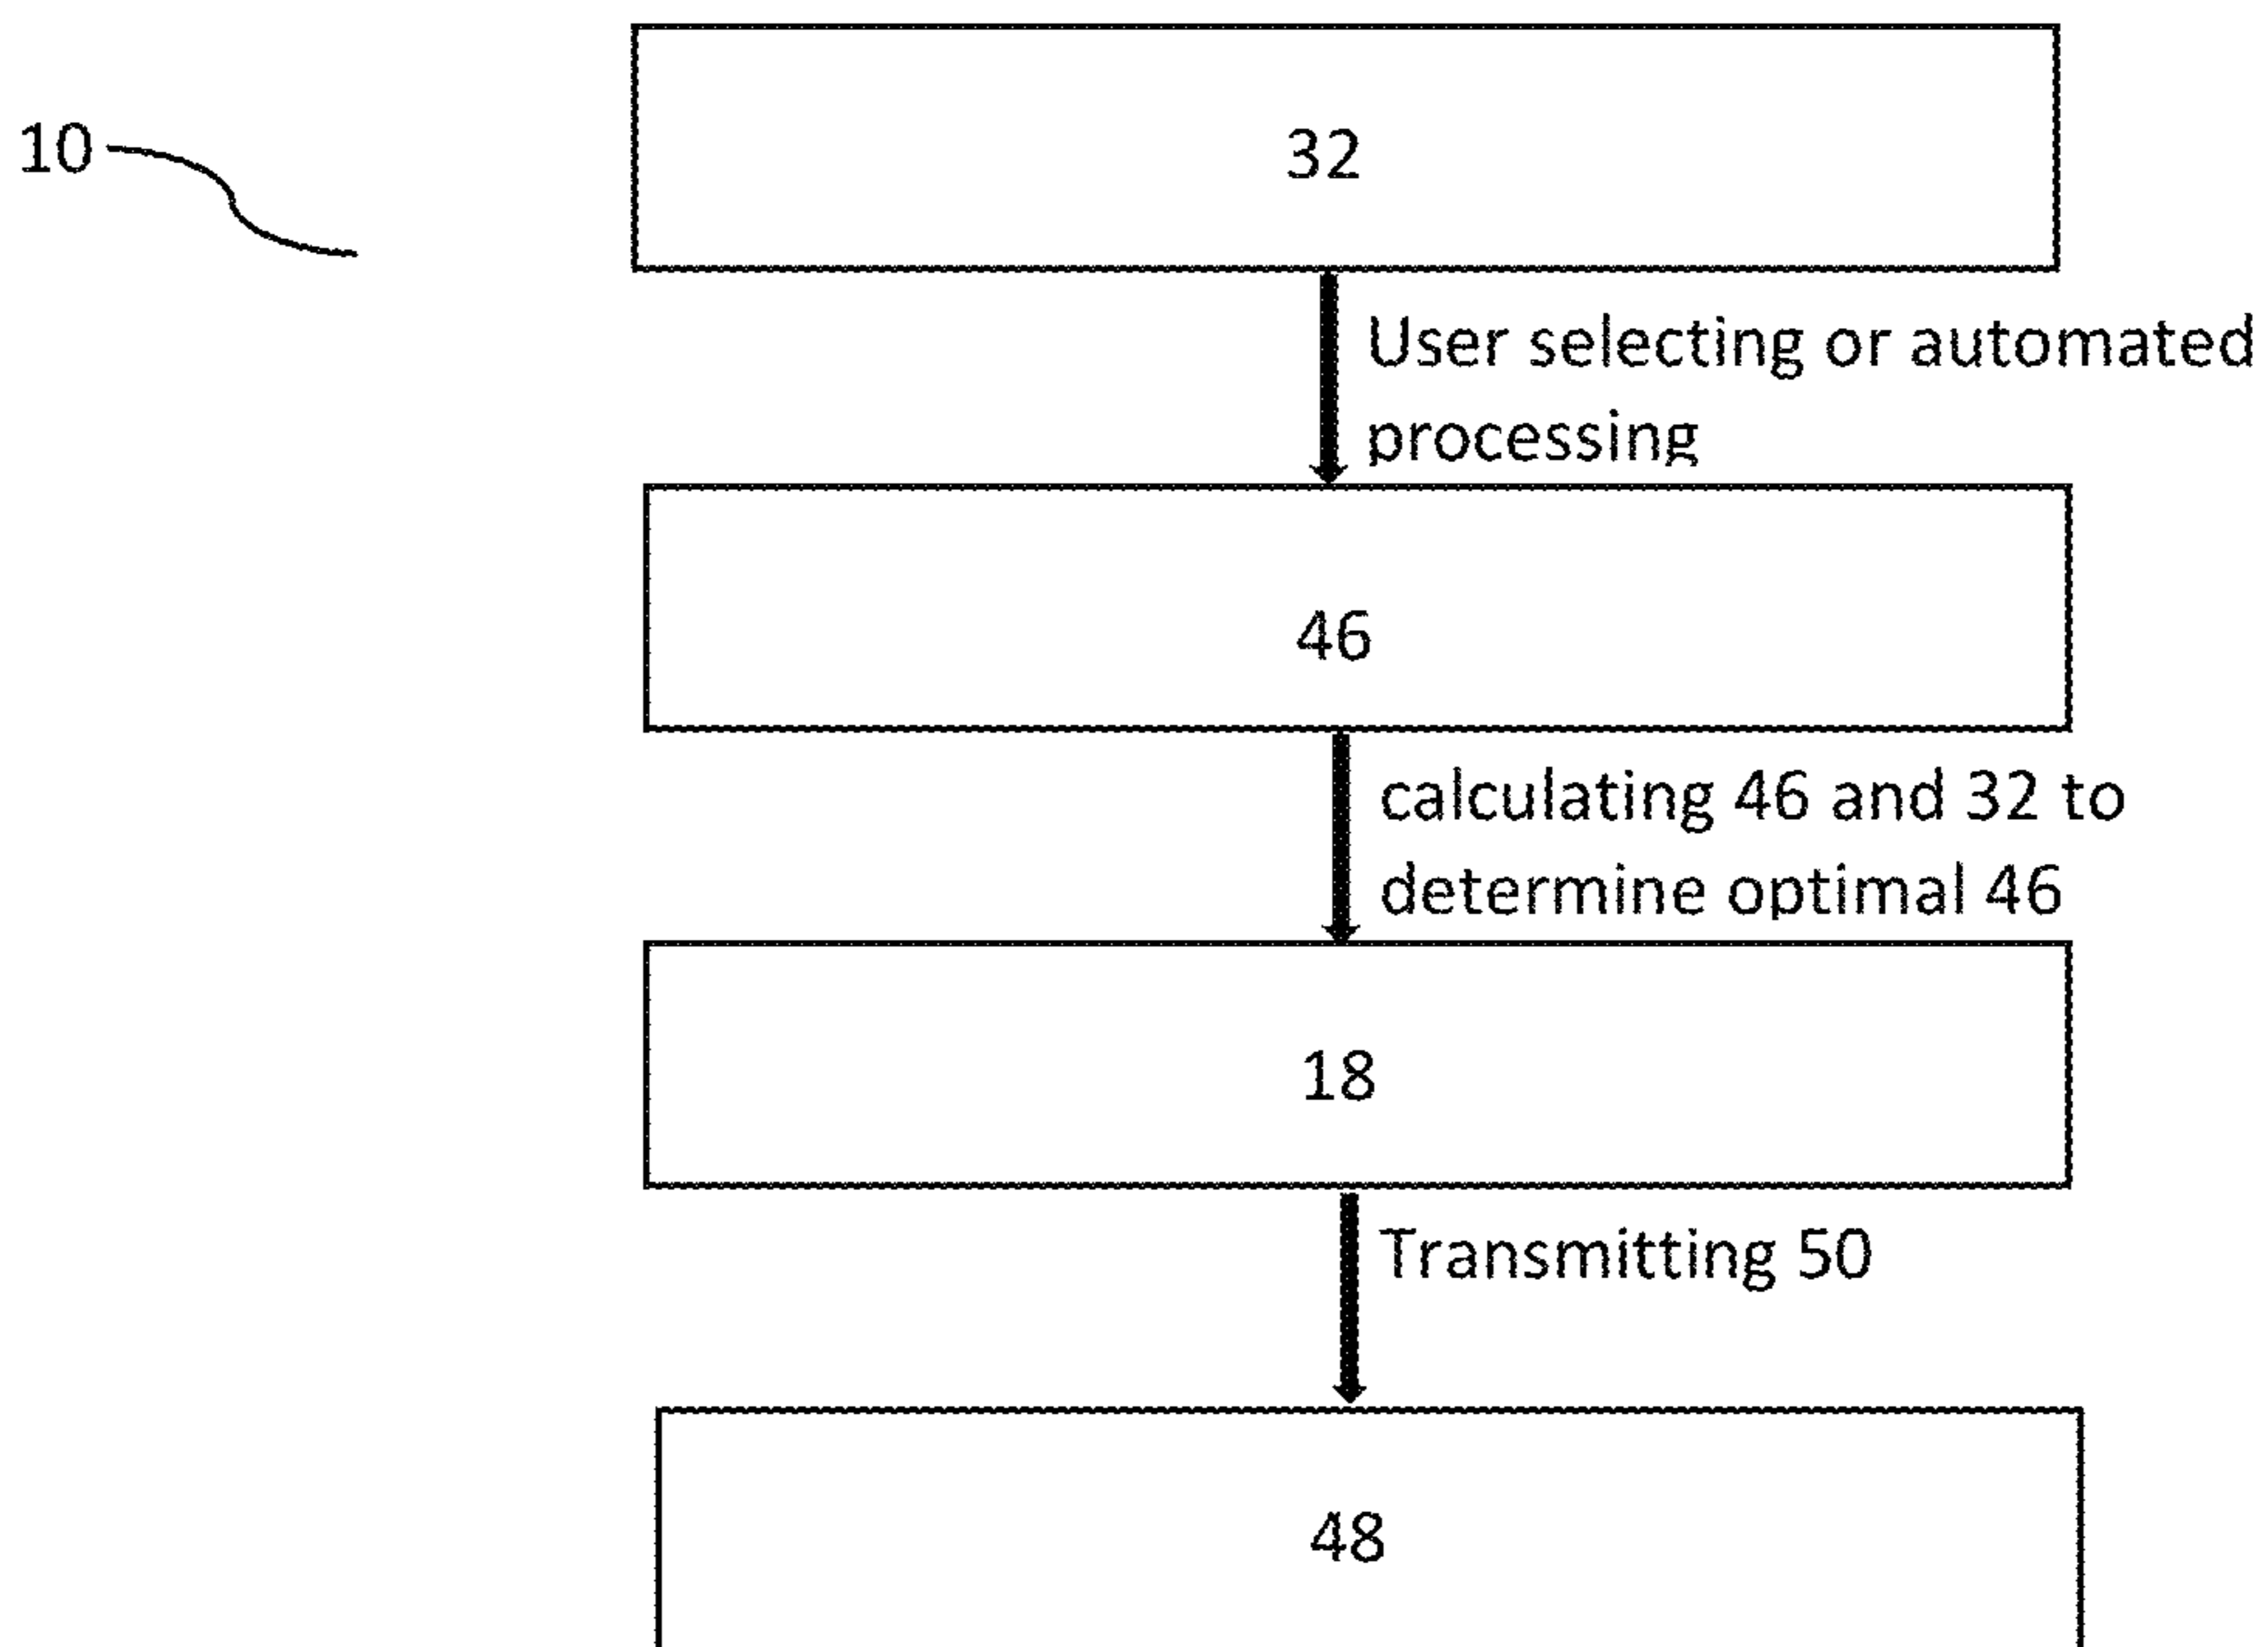 10
32
User selecting or automated
processing
46
calculating 46 and 32 to
determine optimal 46
18
Transmitting 50
48